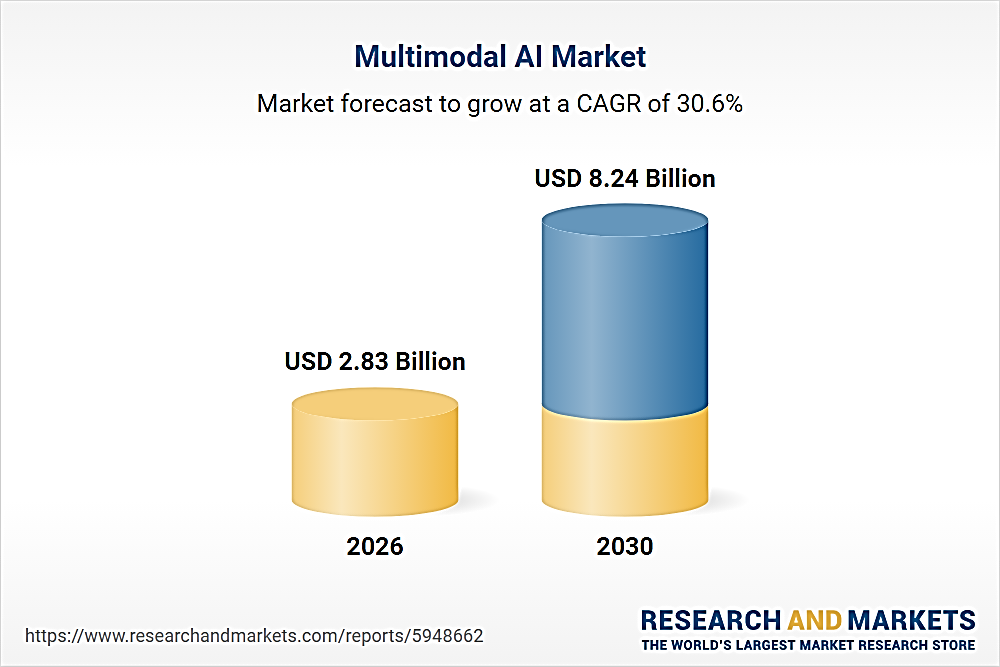 Multimodal AI Market
Market forecast to grow at a CAGR of 30.6%
USD 8.24 Billion
USD 2.83 Billion
2026
2030
https://www.researchandmarkets.com/reports/5948662
RESEARCH AND MARKETS
THE WORLD'S LARGEST MARKET RESEARCH STORE